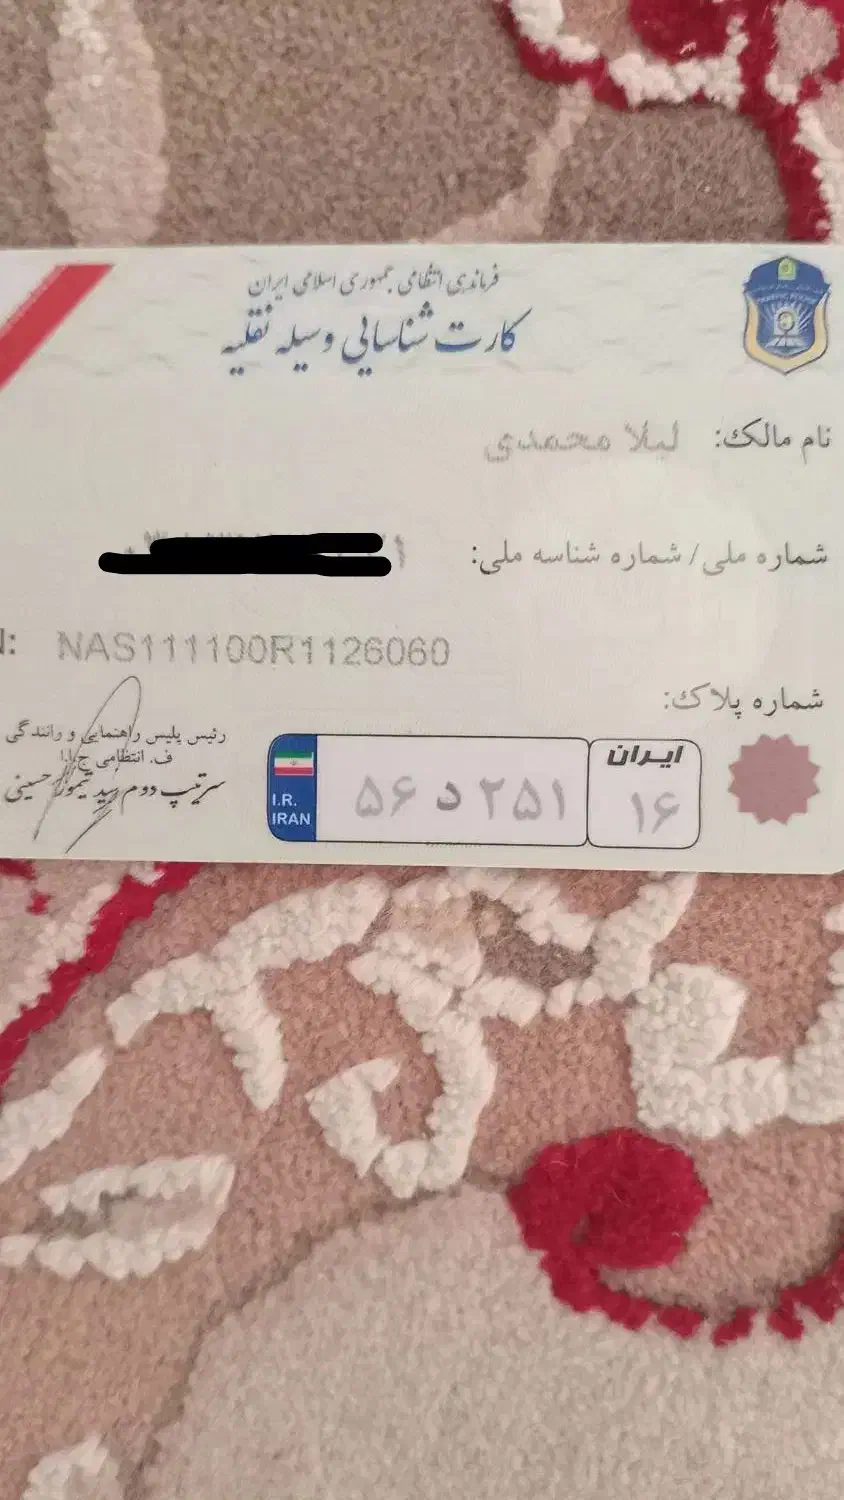 فرماندهی انتظامی جمهوری اسلامی ایران
کارت شناسایی وسیله نقلیه
نام مالک: لیلا محمدی
شماره ملی/ شماره شناسه ملی:
NAS111100R1126060
شماره پلاک:
رئیس پلیس راهنمایی و رانندگی
ف. انتظامی ج.ا.ا
سرتیپ دوم سید تیمور حسینی
I.R. IRAN
۵۶ د ۲۵۱
ایران
۱۶